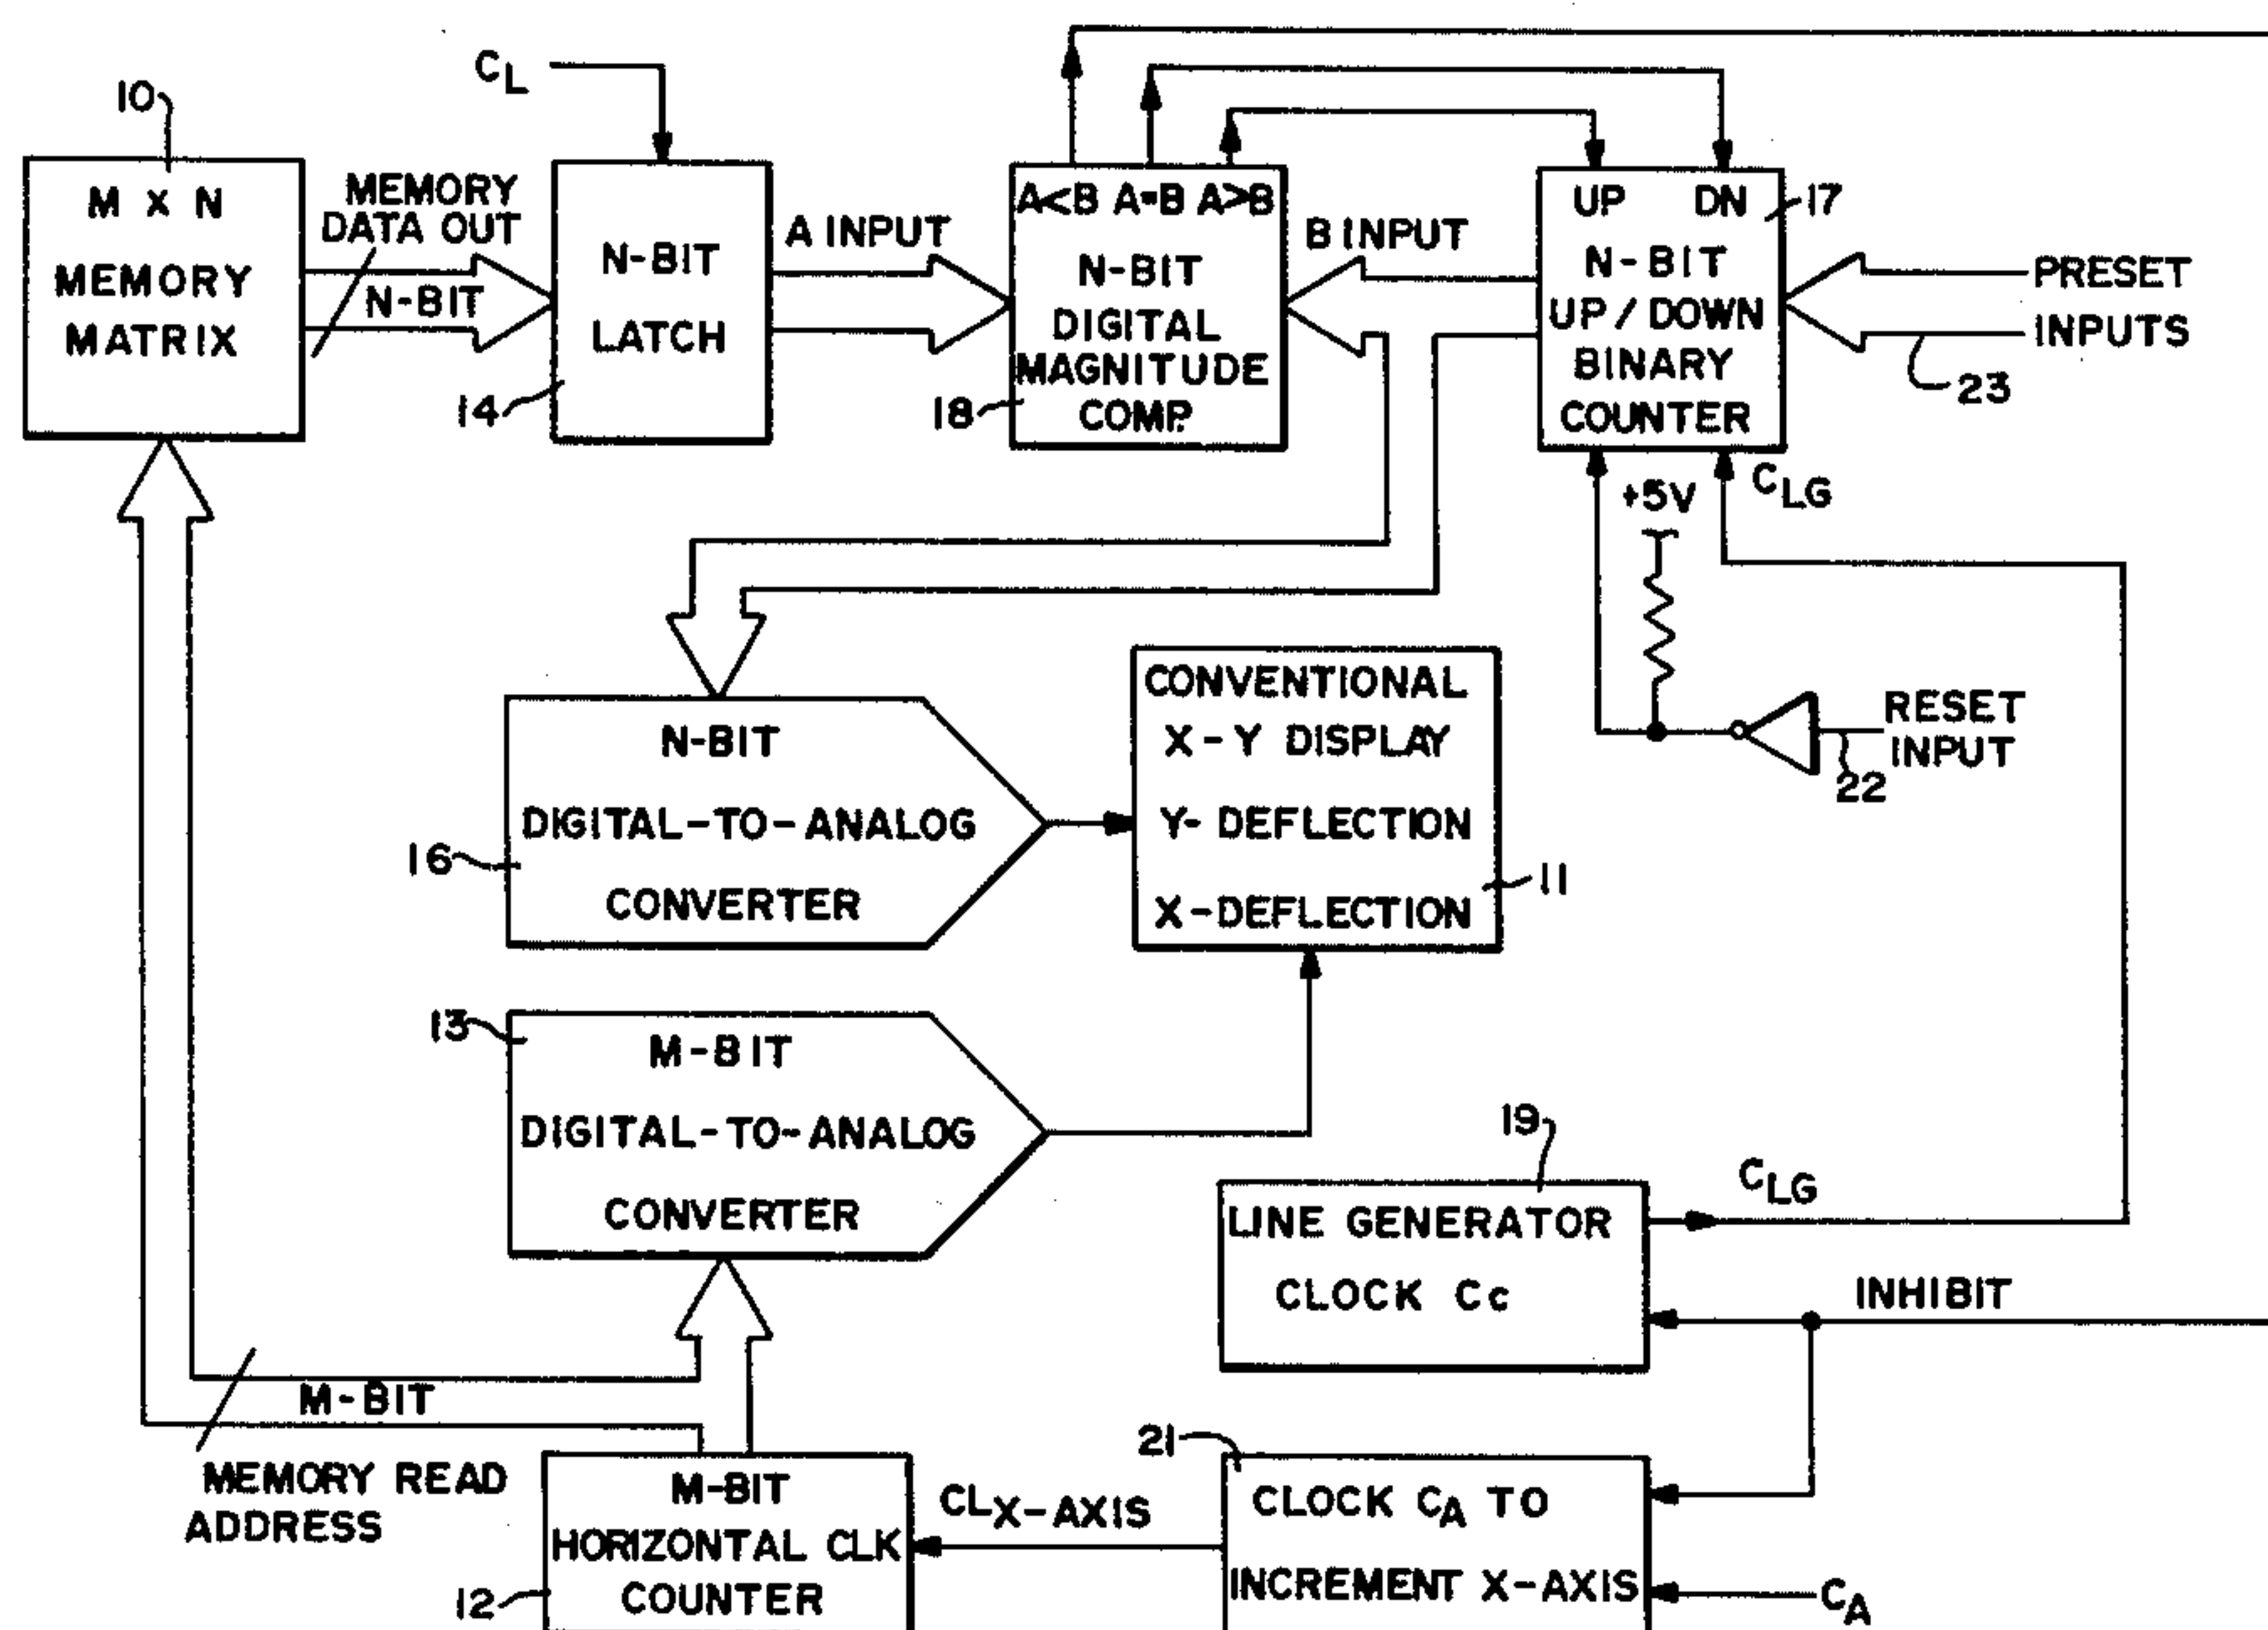 10
M x N
MEMORY
MATRIX
MEMORY
DATA OUT
N-BIT
CL
N-BIT
LATCH
14
A INPUT
A<B A=B A>B
N-BIT
DIGITAL
MAGNITUDE
COMP.
18
B INPUT
UP DN
N-BIT
UP/DOWN
BINARY
COUNTER
17
PRESET
INPUTS
23
+5V
CLG
RESET
INPUT
22
N-BIT
DIGITAL-TO-ANALOG
CONVERTER
16
CONVENTIONAL
X-Y DISPLAY
Y-DEFLECTION
X-DEFLECTION
11
13
M-BIT
DIGITAL-TO-ANALOG
CONVERTER
19
LINE GENERATOR
CLOCK Cc
CLG
INHIBIT
M-BIT
MEMORY READ
ADDRESS
M-BIT
HORIZONTAL CLK
COUNTER
12
CLX-AXIS
21
CLOCK CA TO
INCREMENT X-AXIS
CA